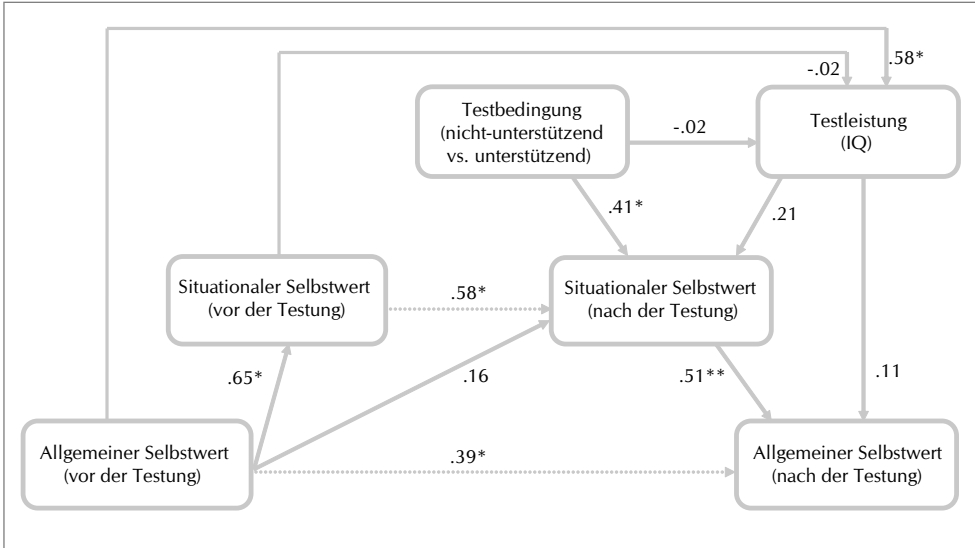 .58*
-.02
Testbedingung
(nicht-unterstützend
vs. unterstützend)
-.02
Testleistung
(IQ)
.41*
.21
Situationaler Selbstwert
(vor der Testung)
.58*
Situationaler Selbstwert
(nach der Testung)
.65*
.16
.51**
.11
Allgemeiner Selbstwert
(vor der Testung)
.39*
Allgemeiner Selbstwert
(nach der Testung)